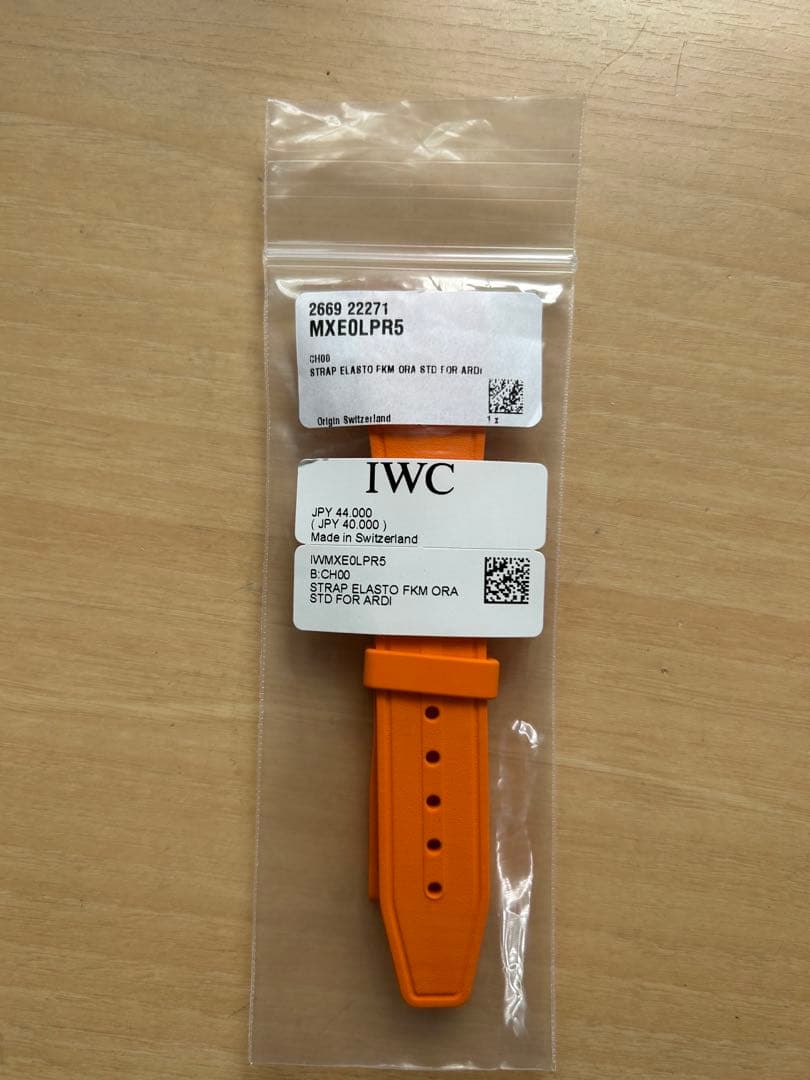 2669 22271
MXE0LPR5
CH00
STRAP ELASTO FKM ORA STD FOR ARDI
Origin Switzerland
1 x
IWC
JPY 44.000
( JPY 40.000 )
Made in Switzerland
IWMXE0LPR5
B:CH00
STRAP ELASTO FKM ORA
STD FOR ARDI